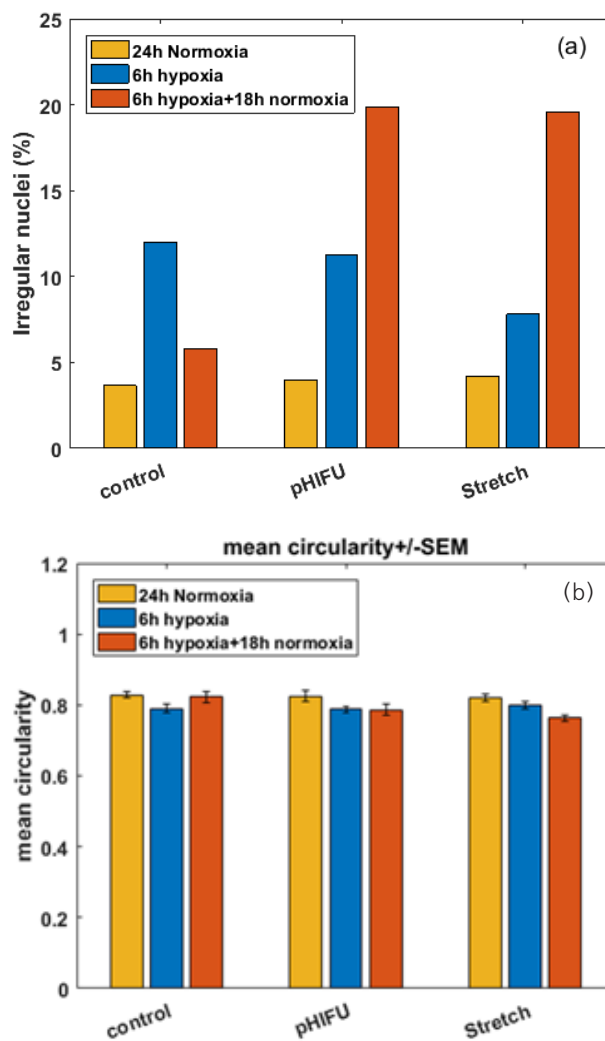 25
20
15
10
5
0
Irregular nuclei (%)
24h Normoxia
6h hypoxia
6h hypoxia+18h normoxia
(a)
control
pHIFU
Stretch
mean circularity+/-SEM
1.2
1
0.8
0.6
0.4
0.2
0
mean circularity
24h Normoxia
6h hypoxia
6h hypoxia+18h normoxia
(b)
control
pHIFU
Stretch